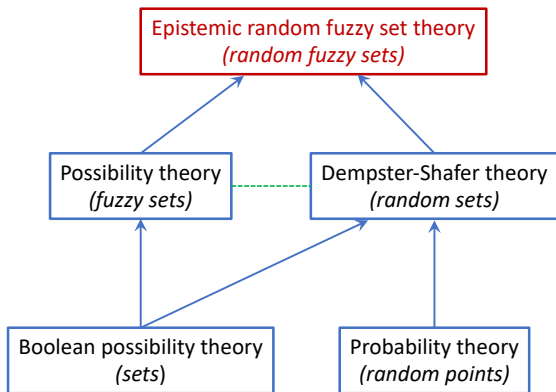 Epistemic random fuzzy set theory
(random fuzzy sets)
Possibility theory
(fuzzy sets)
Dempster-Shafer theory
(random sets)
Boolean possibility theory
(sets)
Probability theory
(random points)